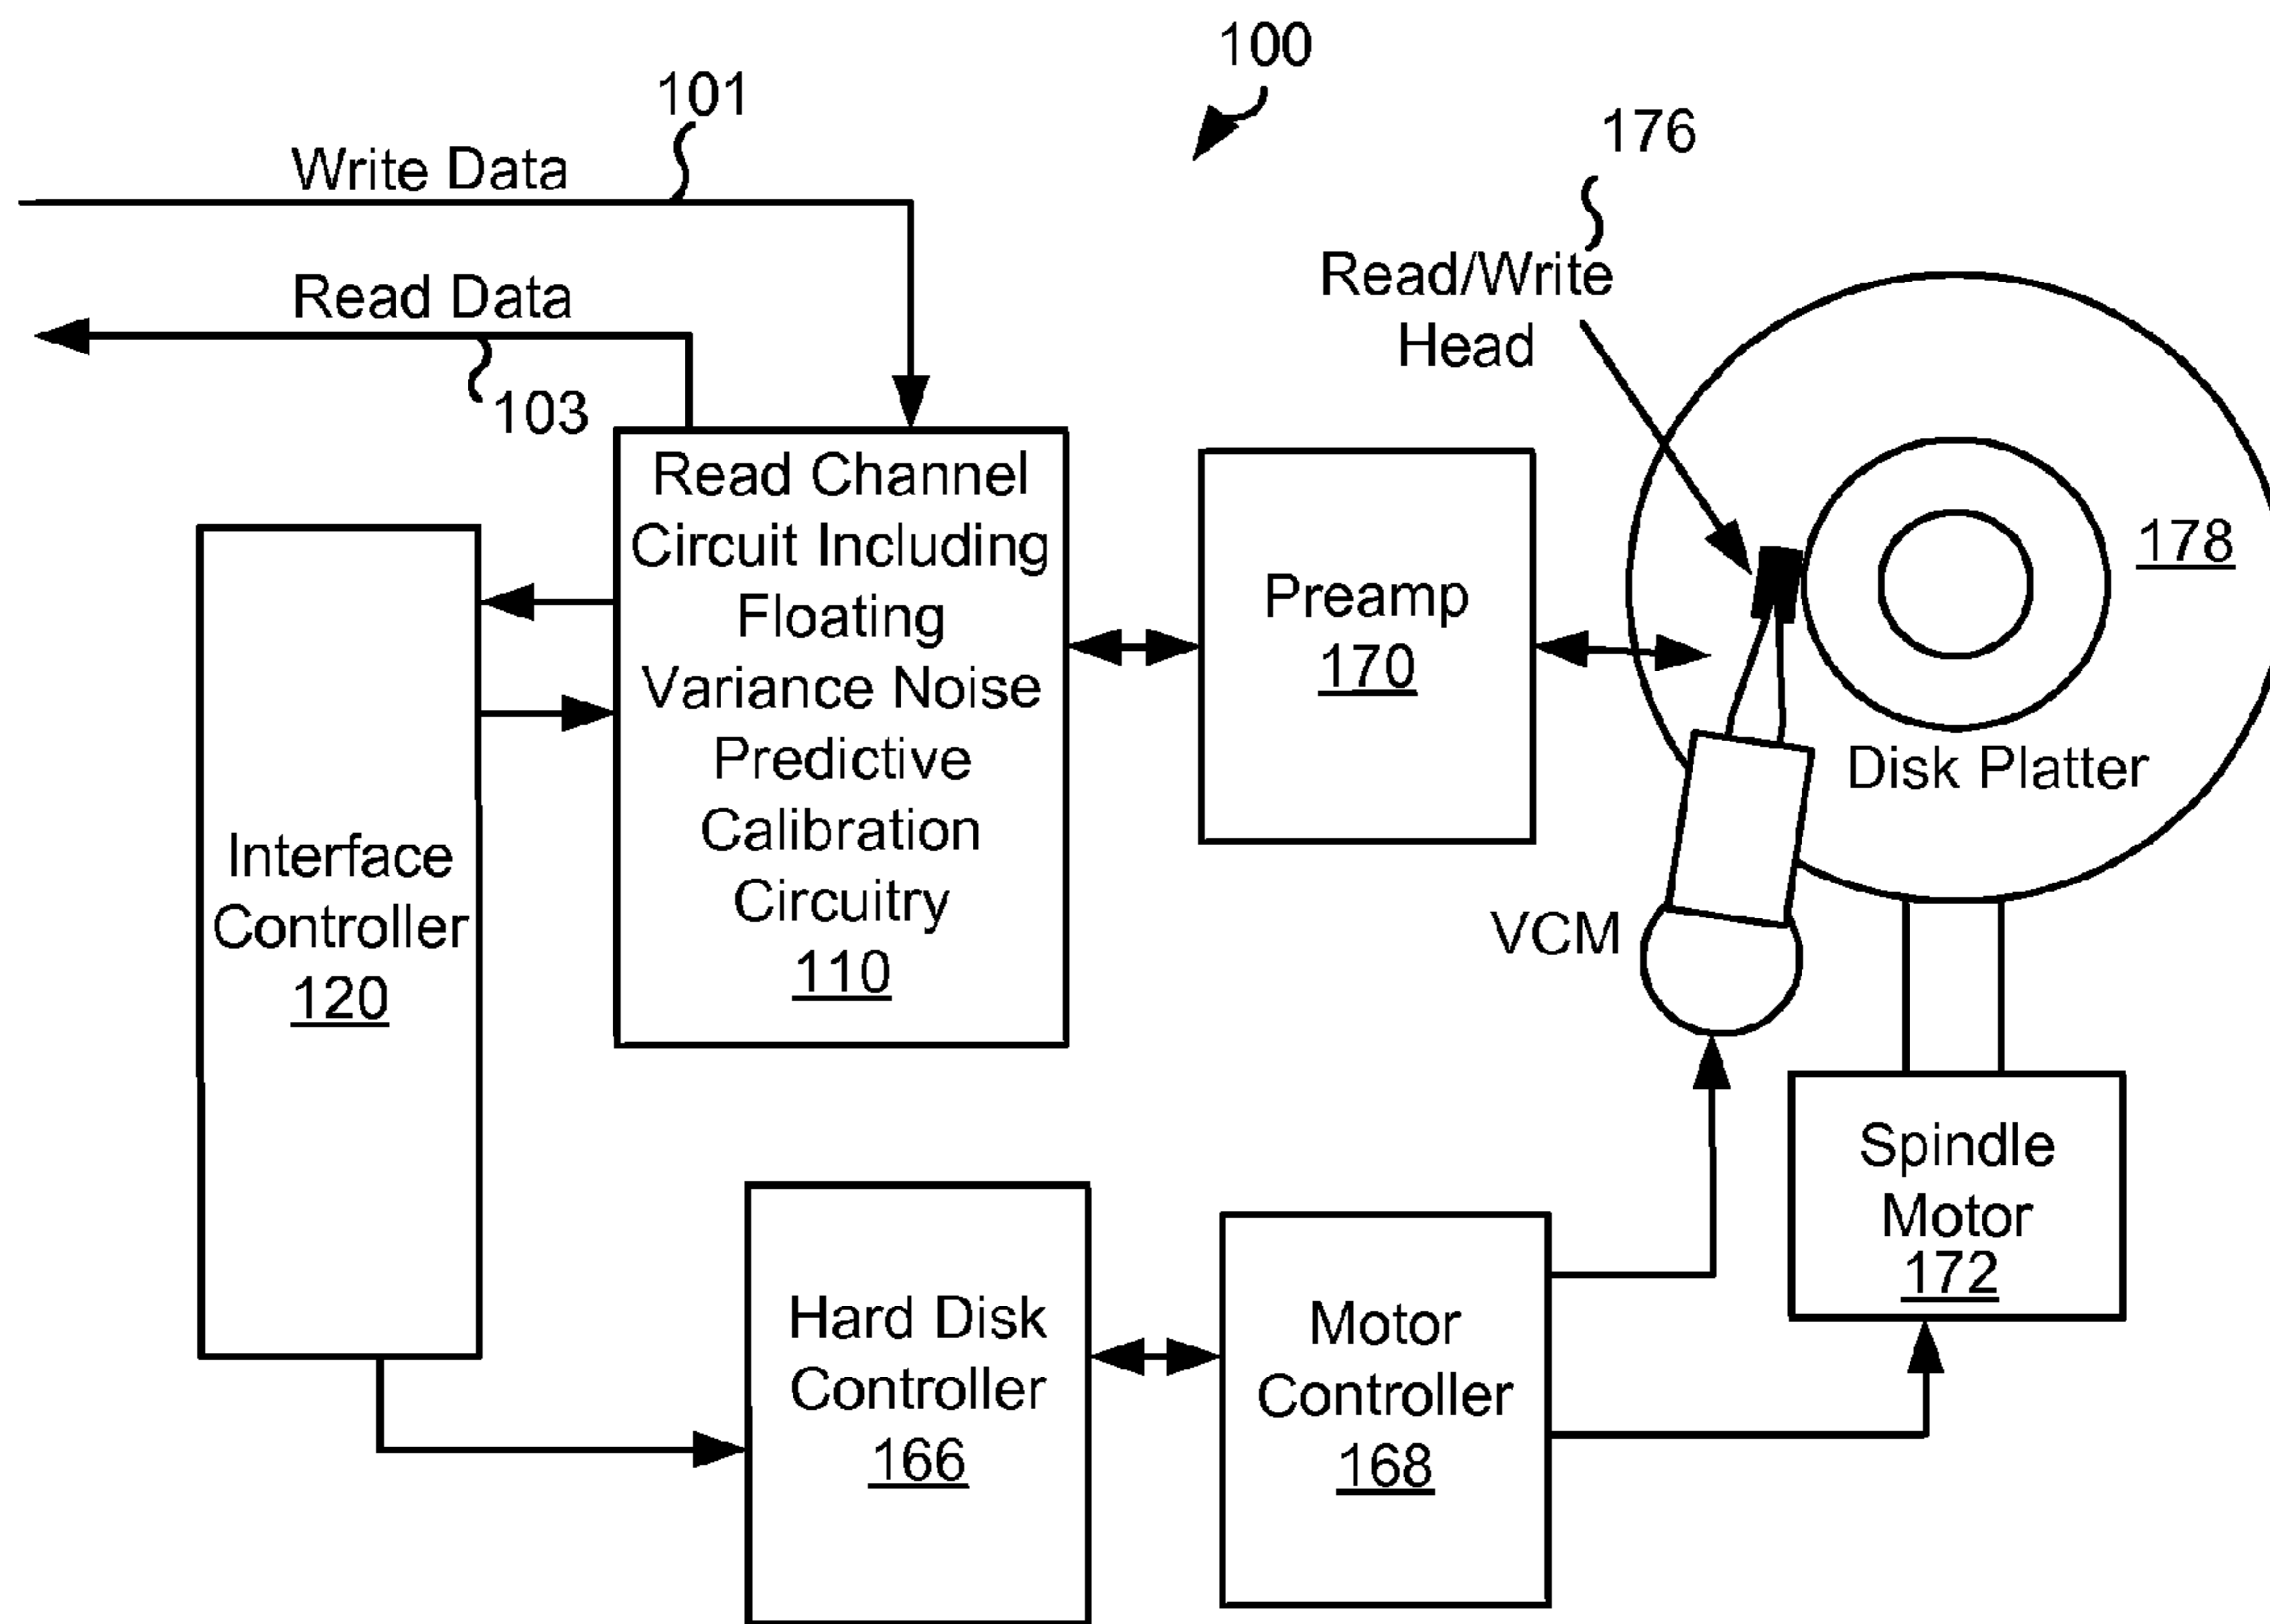 100
101
Write Data
176
Read Data
103
Read/Write
Head
Read Channel
Circuit Including
Floating
Variance Noise
Predictive
Calibration
Circuitry
110
Preamp
170
178
Disk Platter
Interface
Controller
120
VCM
Spindle
Motor
172
Hard Disk
Controller
166
Motor
Controller
168